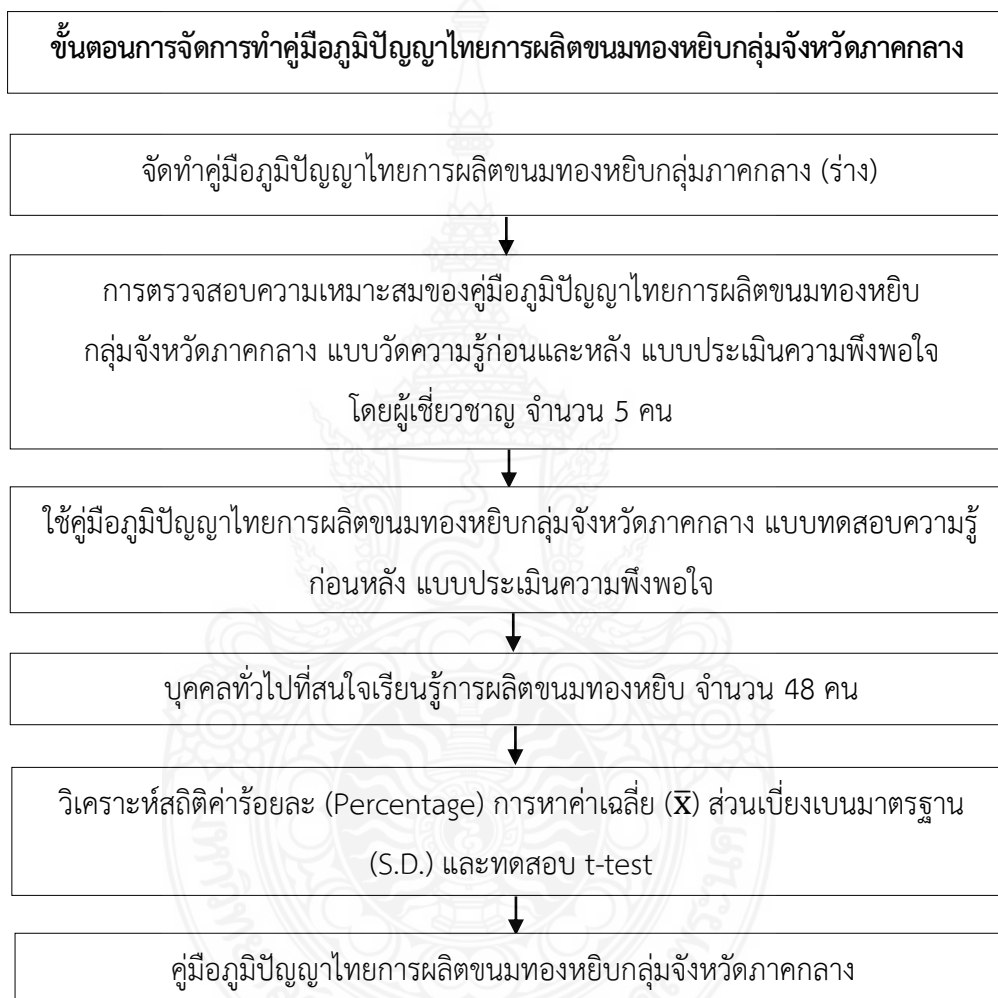 ขั้นตอนการจัดการทำคู่มือภูมิปัญญาไทยการผลิตขนมทองหยิบกลุ่มจังหวัดภาคกลาง
จัดทำคู่มือภูมิปัญญาไทยการผลิตขนมทองหยิบกลุ่มภาคกลาง (ร่าง)
การตรวจสอบความเหมาะสมของคู่มือภูมิปัญญาไทยการผลิตขนมทองหยิบ
กลุ่มจังหวัดภาคกลาง แบบวัดความรู้ก่อนและหลัง แบบประเมินความพึงพอใจ
โดยผู้เชี่ยวชาญ จำนวน 5 คน
ใช้คู่มือภูมิปัญญาไทยการผลิตขนมทองหยิบกลุ่มจังหวัดภาคกลาง แบบทดสอบความรู้
ก่อนหลัง แบบประเมินความพึงพอใจ
บุคคลทั่วไปที่สนใจเรียนรู้การผลิตขนมทองหยิบ จำนวน 48 คน
วิเคราะห์สถิติค่าร้อยละ (Percentage) การหาค่าเฉลี่ย (x̄) ส่วนเบี่ยงเบนมาตรฐาน
(S.D.) และทดสอบ t-test
คู่มือภูมิปัญญาไทยการผลิตขนมทองหยิบกลุ่มจังหวัดภาคกลาง